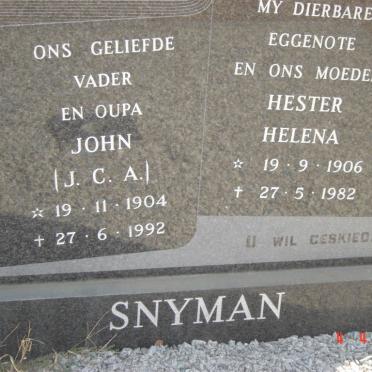 ONS GELIEFDE
VADER
EN OUPA
JOHN
(J. C. A.)
☆ 19 · 11 · 1904
† 27 · 6 · 1992
MY DIERBARE
EGGENOTE
EN ONS MOEDE
HESTER
HELENA
☆ 19 · 9 · 1906
† 27 · 5 · 1982
U WIL GESKIED
SNYMAN